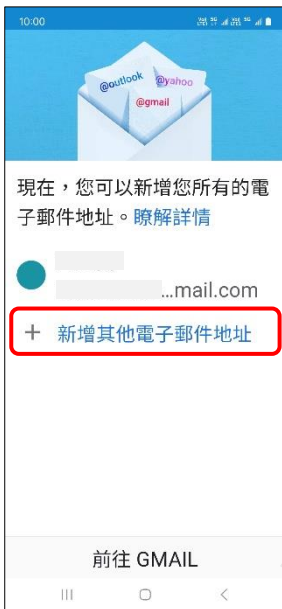 10:00
@outlook
@yahoo
@gmail
現在，您可以新增您所有的電
子郵件地址。瞭解詳情
...mail.com
+ 新增其他電子郵件地址
前往 GMAIL